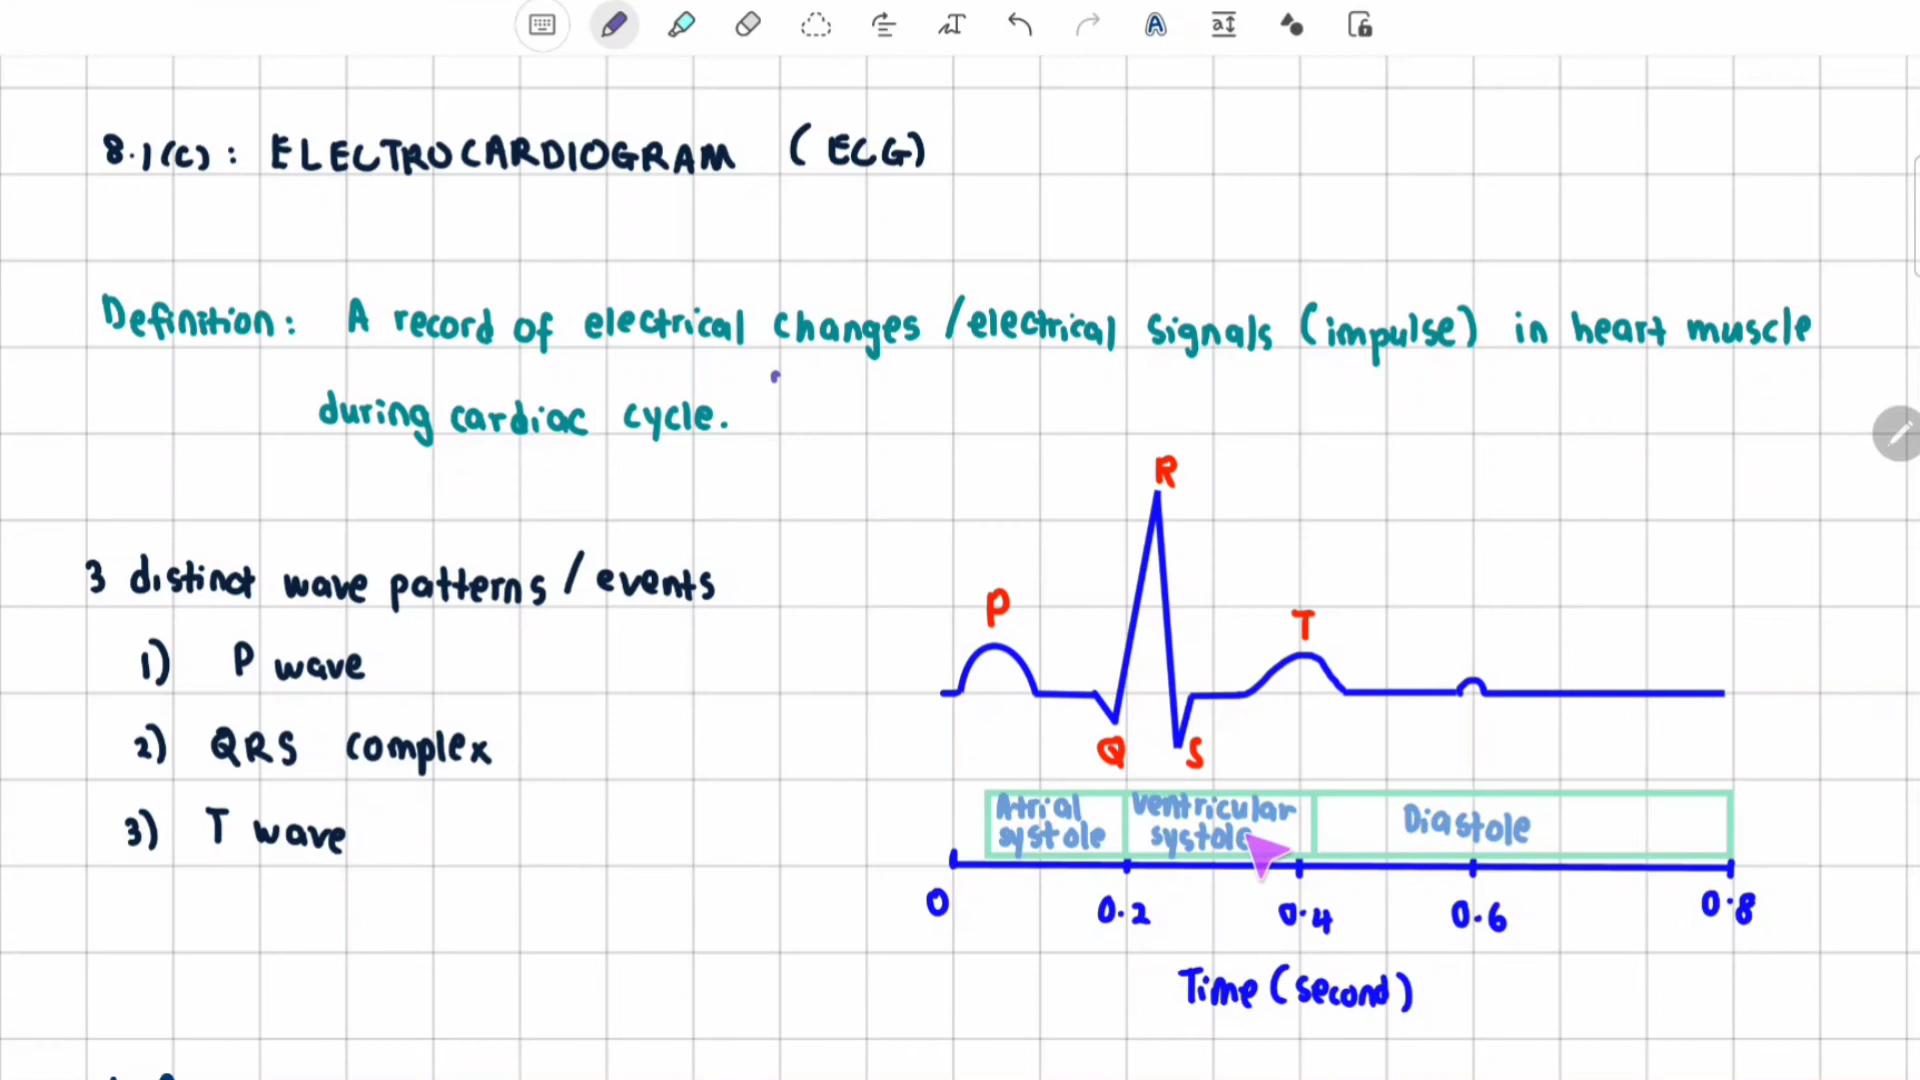 8.1(c): ELECTROCARDIOGRAM (ECG)
Definition: A record of electrical changes/electrical signals (impulse) in heart muscle
during cardiac cycle.
3 distinct wave patterns/events
1) P wave
2) QRS complex
3) T wave
R
P
T
Q S
Atrial systole
Ventricular systole
Diastole
0 0.2 0.4 0.6 0.8
Time (second)